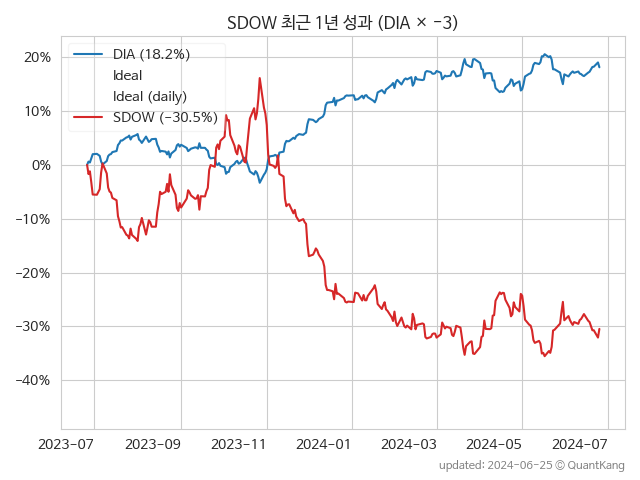 SDOW 최근 1년 성과 (DIA × −3)
DIA (18.2%)
Ideal
Ideal (daily)
SDOW (−30.5%)
20%
10%
0%
−10%
−20%
−30%
−40%
2023-07 2023-09 2023-11 2024-01 2024-03 2024-05 2024-07
updated: 2024-06-25 © QuantKang